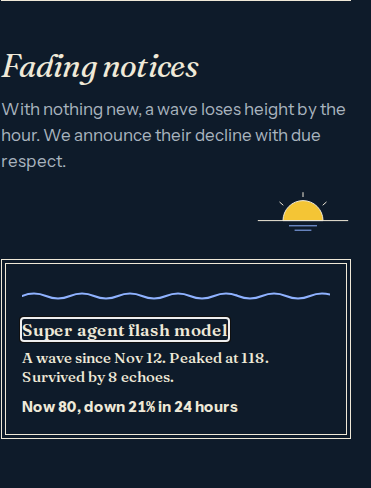 Fading notices
With nothing new, a wave loses height by the
hour. We announce their decline with due
respect.
Super agent flash model
A wave since Nov 12. Peaked at 118.
Survived by 8 echoes.
Now 80, down 21% in 24 hours